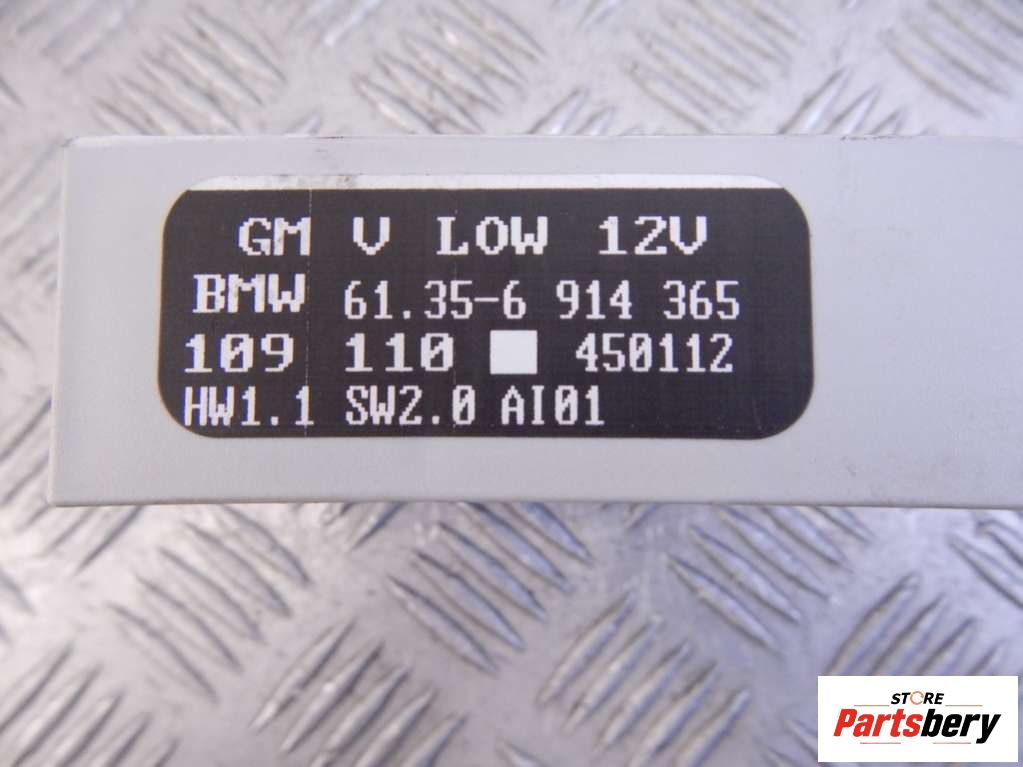 GM V LOW 12V
BMW 61.35-6 914 365
109 110 450112
HW1.1 SW2.0 AI01
STORE
Partsbery